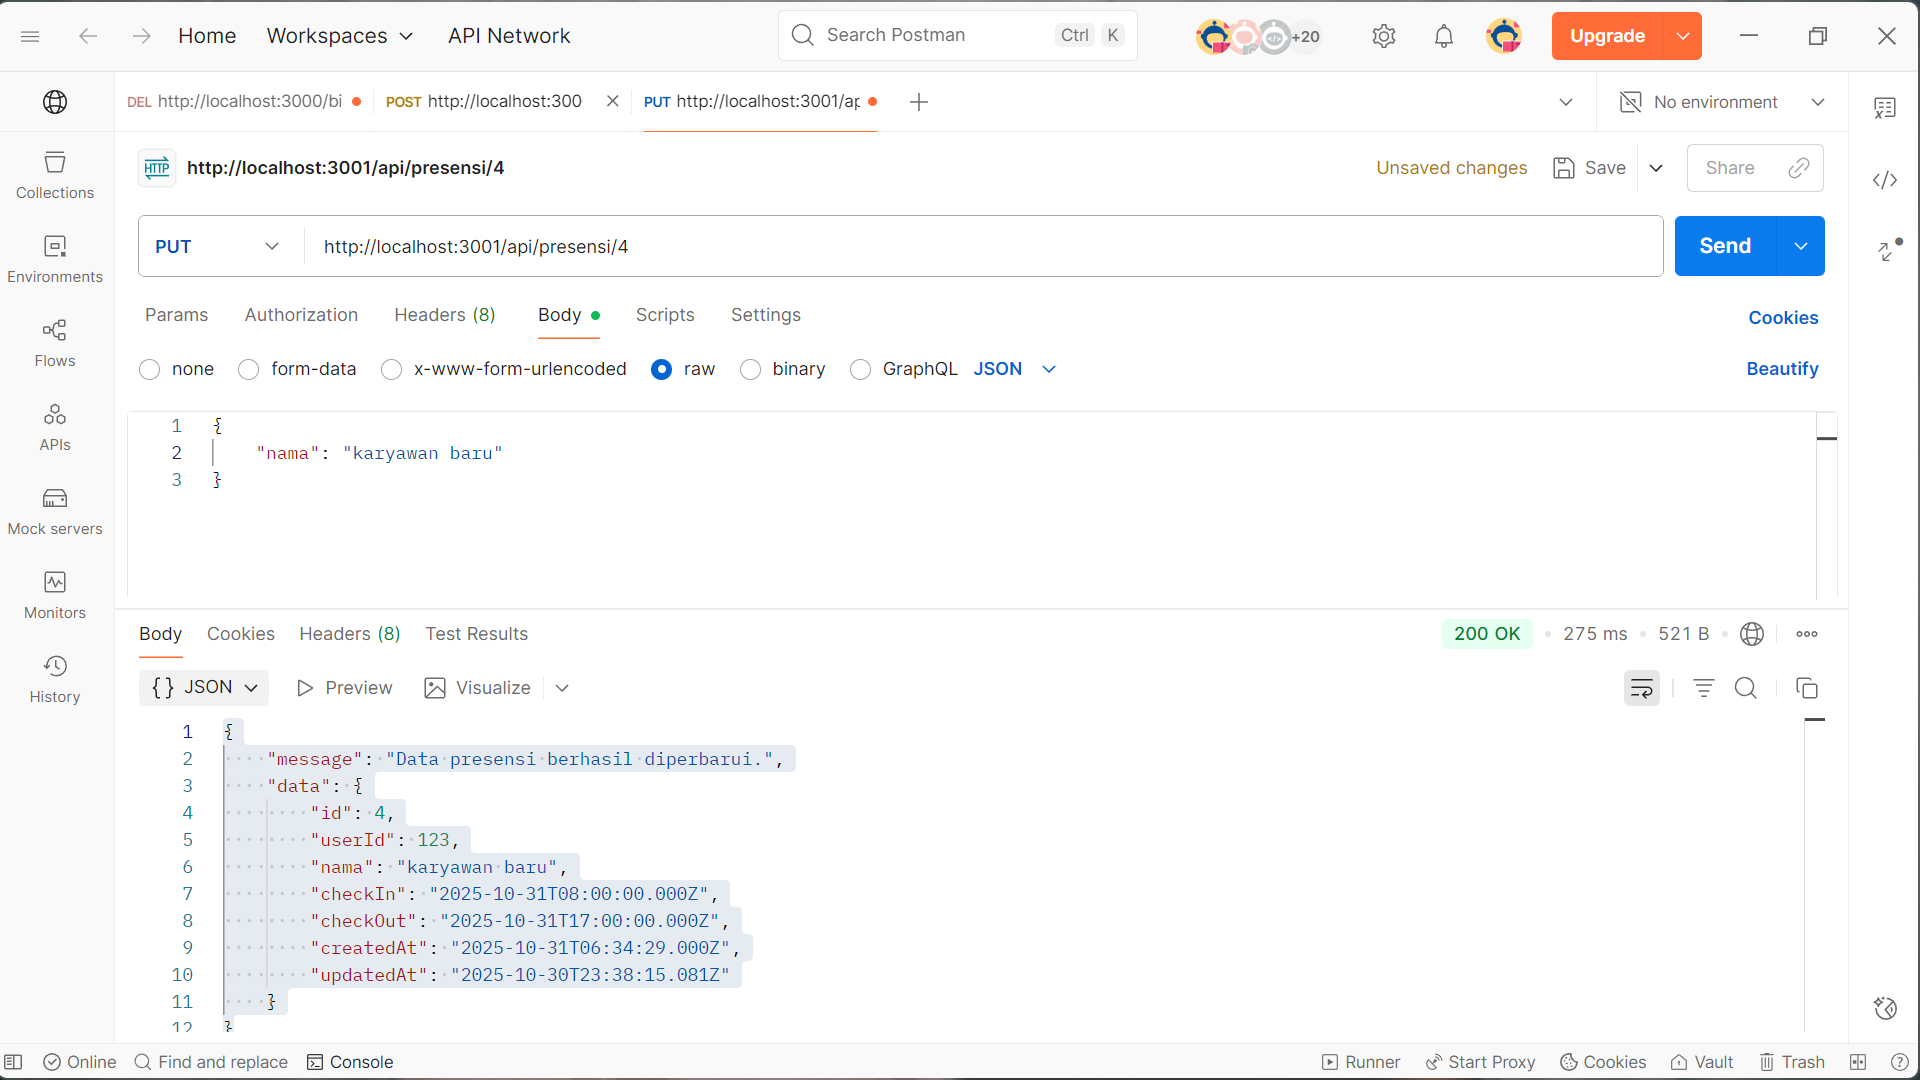 Home Workspaces API Network Search Postman Ctrl K +20 Upgrade
DEL http://localhost:3000/bi POST http://localhost:300 PUT http://localhost:3001/ap No environment
HTTP http://localhost:3001/api/presensi/4 Unsaved changes Save Share
PUT http://localhost:3001/api/presensi/4 Send
Params Authorization Headers (8) Body Scripts Settings Cookies
none form-data x-www-form-urlencoded raw binary GraphQL JSON Beautify
Collections
Environments
Flows
APIs
Mock servers
Monitors
History
1 {
2 "nama": "karyawan baru"
3 }
Body Cookies Headers (8) Test Results 200 OK 275 ms 521 B
{} JSON Preview Visualize
1 {
2 "message": "Data presensi berhasil diperbarui.",
3 "data": {
4 "id": 4,
5 "userId": 123,
6 "nama": "karyawan baru",
7 "checkIn": "2025-10-31T08:00:00.000Z",
8 "checkOut": "2025-10-31T17:00:00.000Z",
9 "createdAt": "2025-10-31T06:34:29.000Z",
10 "updatedAt": "2025-10-30T23:38:15.081Z"
11 }
12 }
Online Find and replace Console Runner Start Proxy Cookies Vault Trash